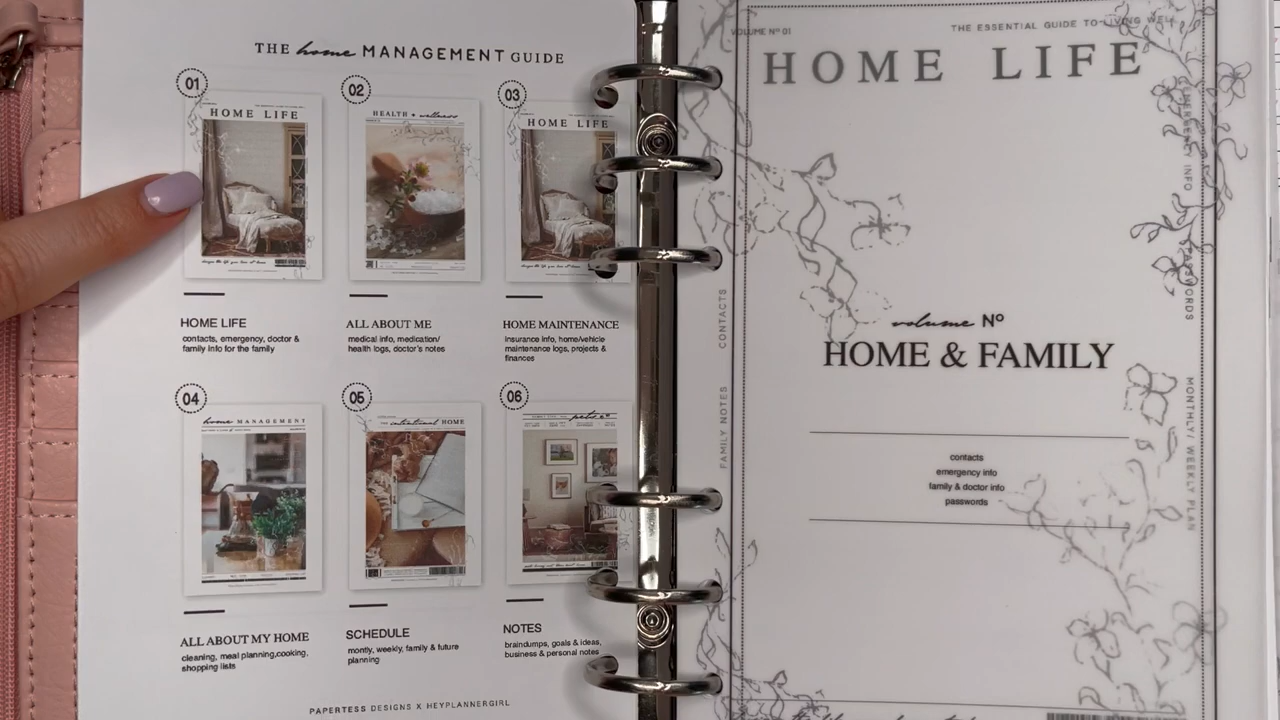 THE home MANAGEMENT GUIDE
01
HOME LIFE
HOME LIFE
contacts, emergency, doctor &
family info for the family
02
HEALTH + wellness
ALL ABOUT ME
medical info, medication/
health logs, doctor's notes
03
HOME LIFE
HOME MAINTENANCE
insurance info, home/vehicle
maintenance logs, projects &
finances
04
home MANAGEMENT
ALL ABOUT MY HOME
cleaning, meal planning,cooking,
shopping lists
05
THE intentional HOME
SCHEDULE
montly, weekly, family & future
planning
06
NOTES
braindumps, goals & ideas,
business & personal notes
PAPERTESS DESIGNS X HEYPLANNERGIRL
VOLUME Nº 01
THE ESSENTIAL GUIDE TO LIVING WELL
HOME LIFE
volume Nº
HOME & FAMILY
contacts
emergency info
family & doctor info
passwords
CONTACTS
FAMILY NOTES
EMERGENCY INFO
PASSWORDS
MONTHLY/ WEEKLY PLAN